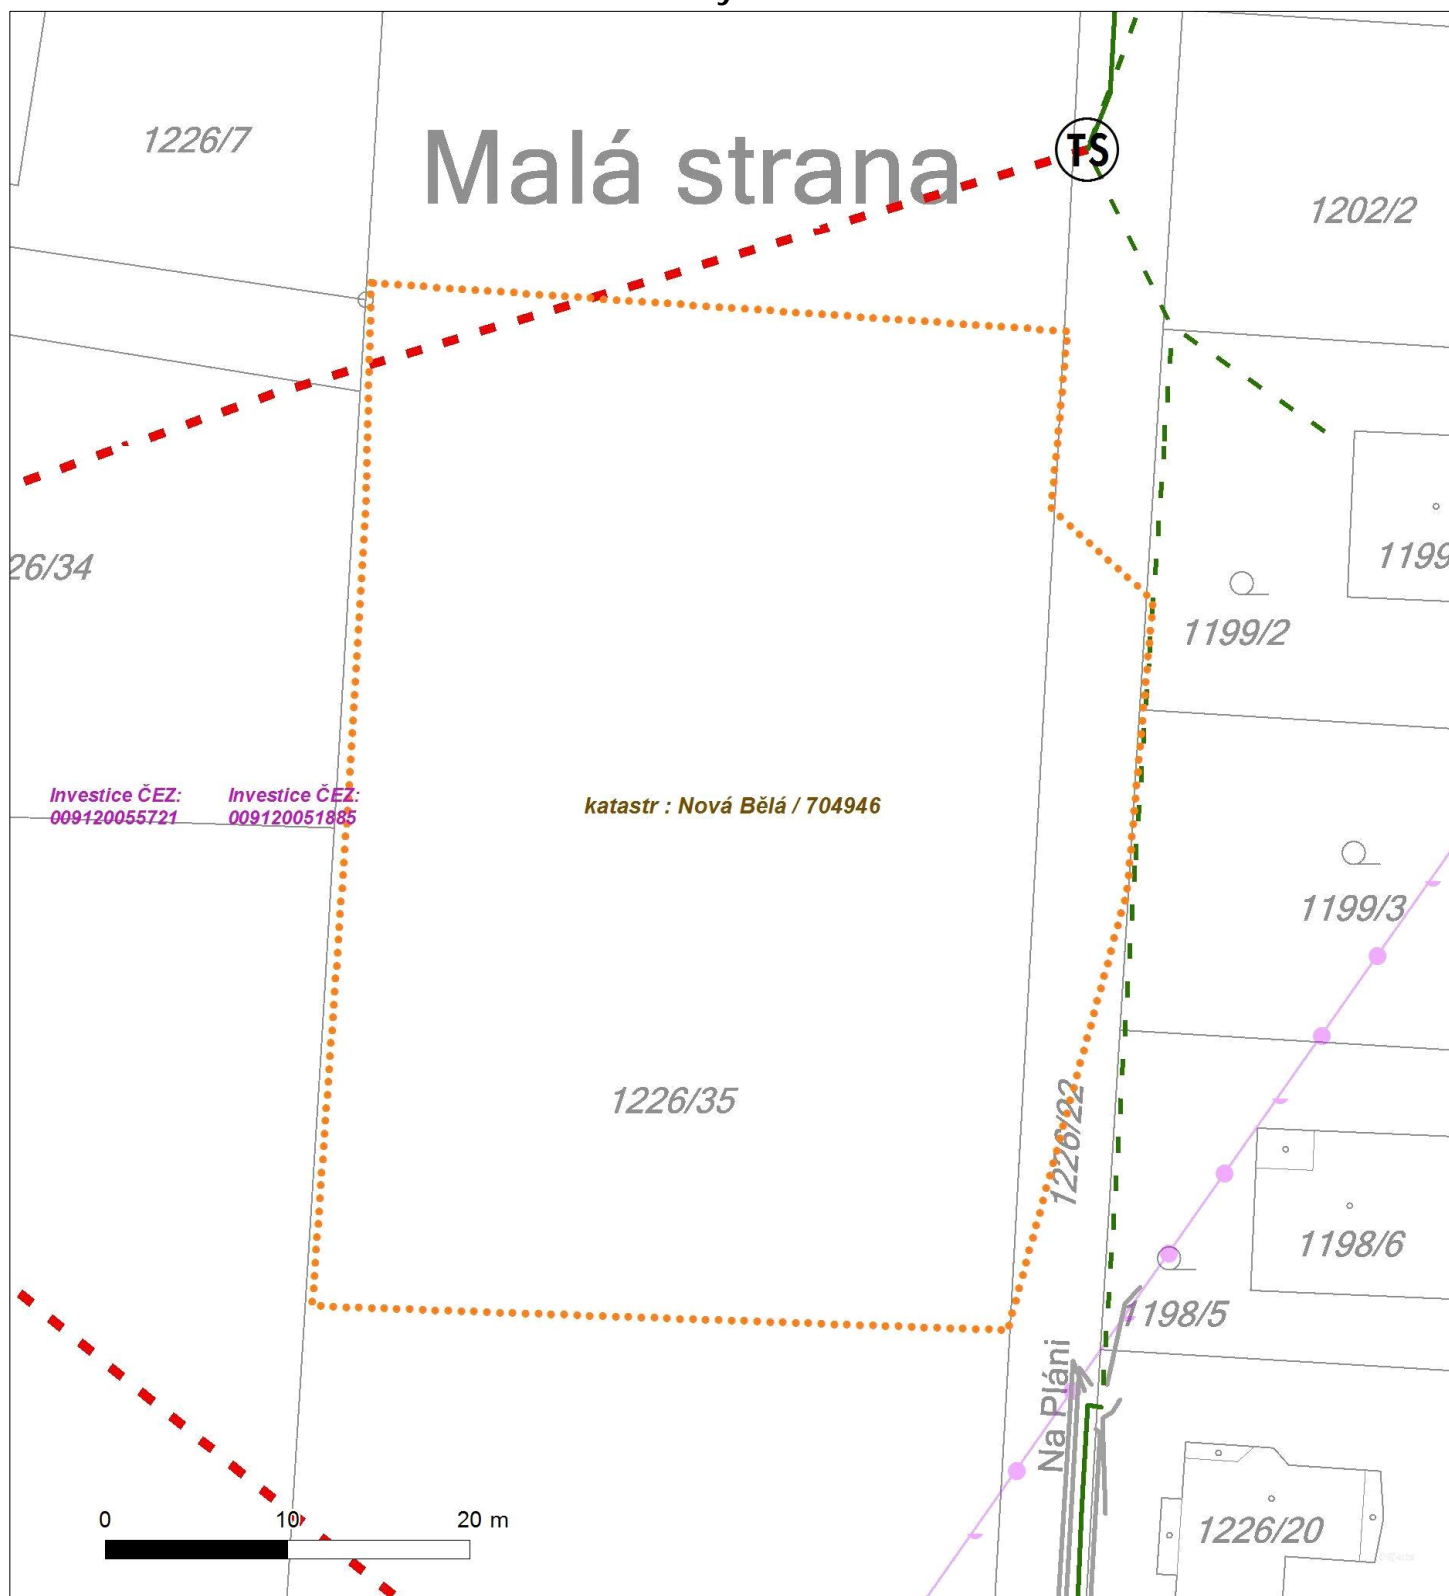 1226/7
Malá strana
TS
1202/2
26/34
1199
1199/2
Investice ČEZ:
009120055721
Investice ČEZ:
009120051885
katastr : Nová Bělá / 704946
1199/3
1226/35
1226/22
1198/6
1198/5
Na Pláni
0 10 20 m
1226/20